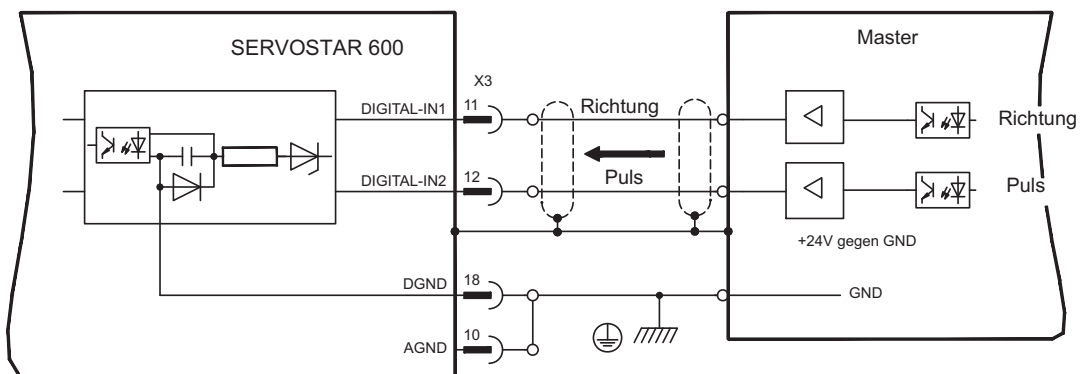 SERVOSTAR 600
Master
X3
DIGITAL-IN1
11
Richtung
Richtung
DIGITAL-IN2
12
Puls
Puls
+24V gegen GND
DGND
18
GND
AGND
10